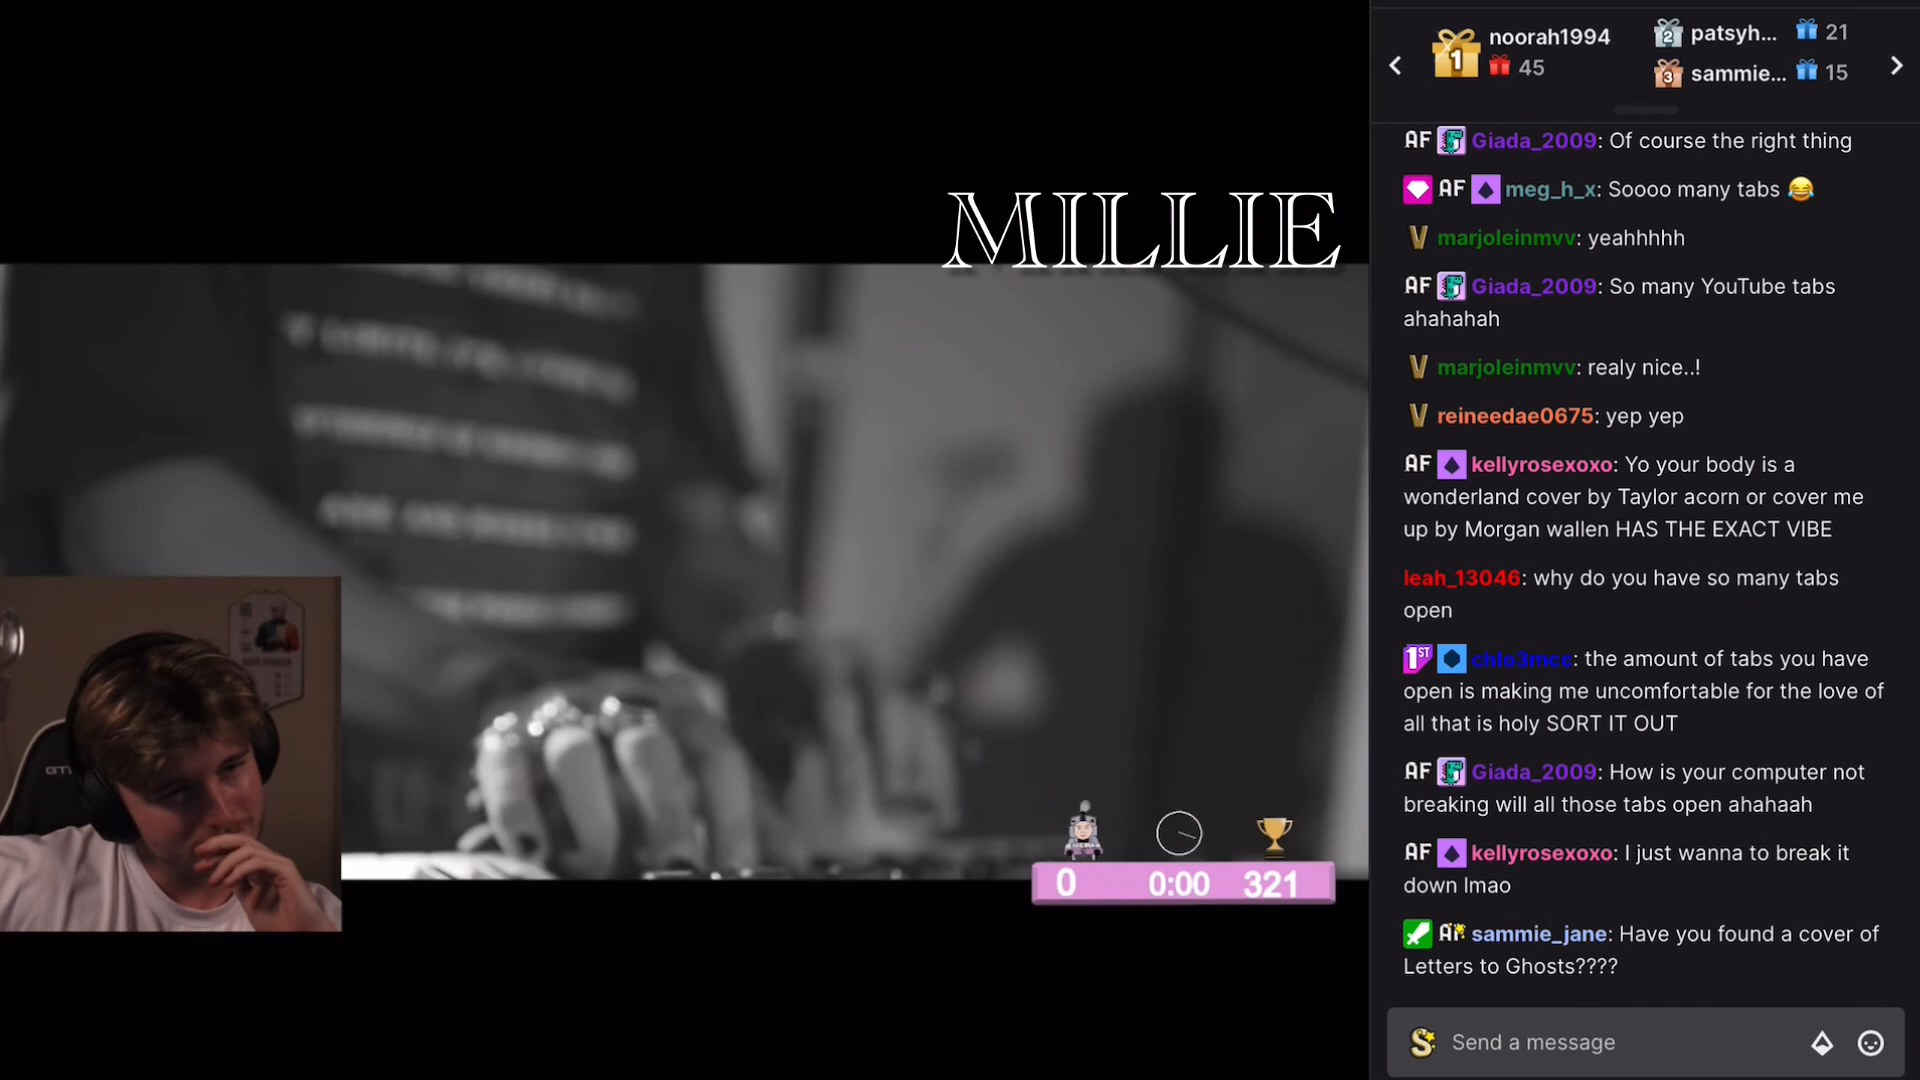 MILLIE
0 0:00 321
noorah1994
45
patsyh... 21
sammie... 15
AF Giada_2009: Of course the right thing
AF meg_h_x: Soooo many tabs 😂
marjoleinmvv: yeahhhhh
AF Giada_2009: So many YouTube tabs
ahahahah
marjoleinmvv: realy nice..!
reineedae0675: yep yep
AF kellyrosexoxo: Yo your body is a
wonderland cover by Taylor acorn or cover me
up by Morgan wallen HAS THE EXACT VIBE
leah_13046: why do you have so many tabs
open
1ST chlo3mcc: the amount of tabs you have
open is making me uncomfortable for the love of
all that is holy SORT IT OUT
AF Giada_2009: How is your computer not
breaking will all those tabs open ahahaah
AF kellyrosexoxo: I just wanna to break it
down lmao
AF sammie_jane: Have you found a cover of
Letters to Ghosts????
Send a message